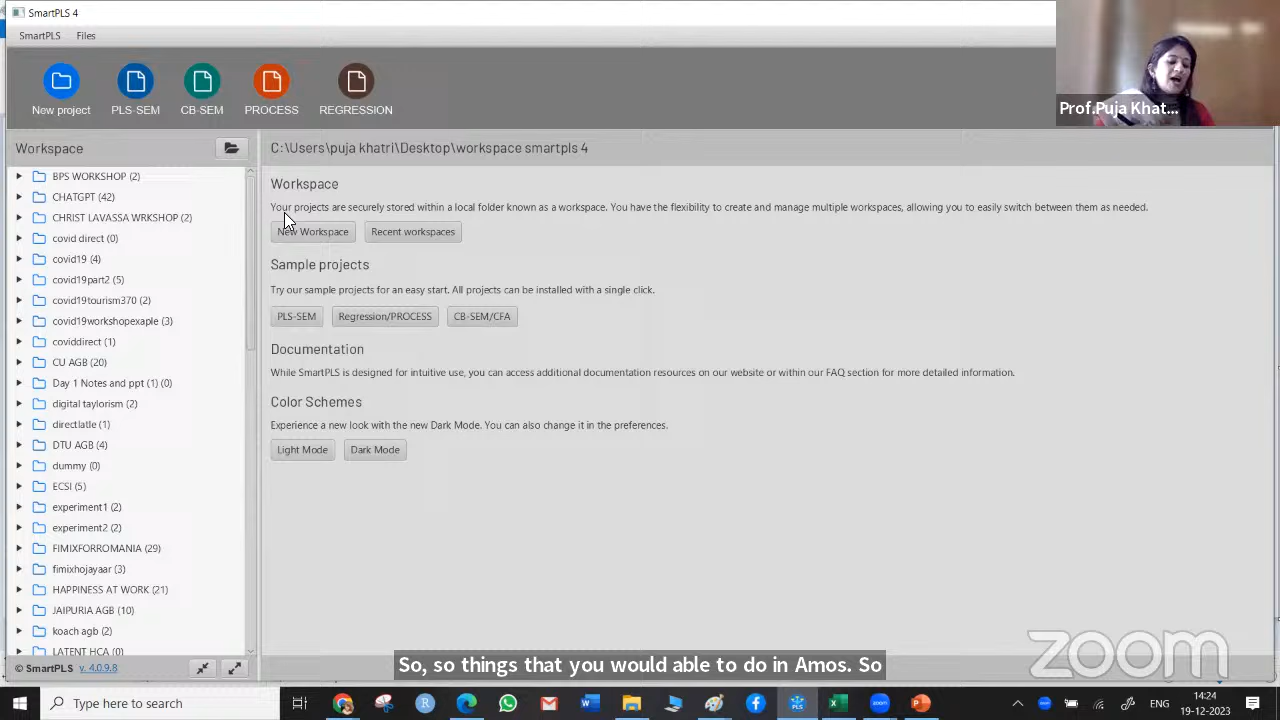 SmartPLS 4
SmartPLS Files
New project PLS-SEM CB-SEM PROCESS REGRESSION
Prof.Puja Khat...
Workspace
C:\Users\puja khatri\Desktop\workspace smartpls 4
BPS WORKSHOP (2)
CHATGPT (42)
CHRIST LAVASSA WRKSHOP (2)
covid direct (0)
covid19 (4)
covid19part2 (5)
covid19tourism370 (2)
covid19workshopexaple (3)
coviddirect (1)
CU AGB (20)
Day 1 Notes and ppt (1) (0)
digital taylorism (2)
directlatle (1)
DTU AGB (4)
dummy (0)
ECSI (5)
experiment1 (2)
experiment2 (2)
FIMIXFORROMANIA (29)
fimixhojayaar (3)
HAPPINESS AT WORK (21)
JAIPURIA AGB (10)
koach agb (2)
LATENT HCA (0)
© SmartPLS v. 4.0.9.8
Workspace
Your projects are securely stored within a local folder known as a workspace. You have the flexibility to create and manage multiple workspaces, allowing you to easily switch between them as needed.
New Workspace Recent workspaces
Sample projects
Try our sample projects for an easy start. All projects can be installed with a single click.
PLS-SEM Regression/PROCESS CB-SEM/CFA
Documentation
While SmartPLS is designed for intuitive use, you can access additional documentation resources on our website or within our FAQ section for more detailed information.
Color Schemes
Experience a new look with the new Dark Mode. You can also change it in the preferences.
Light Mode Dark Mode
zoom
So, so things that you would able to do in Amos. So
Type here to search
ENG
14:24
19-12-2023